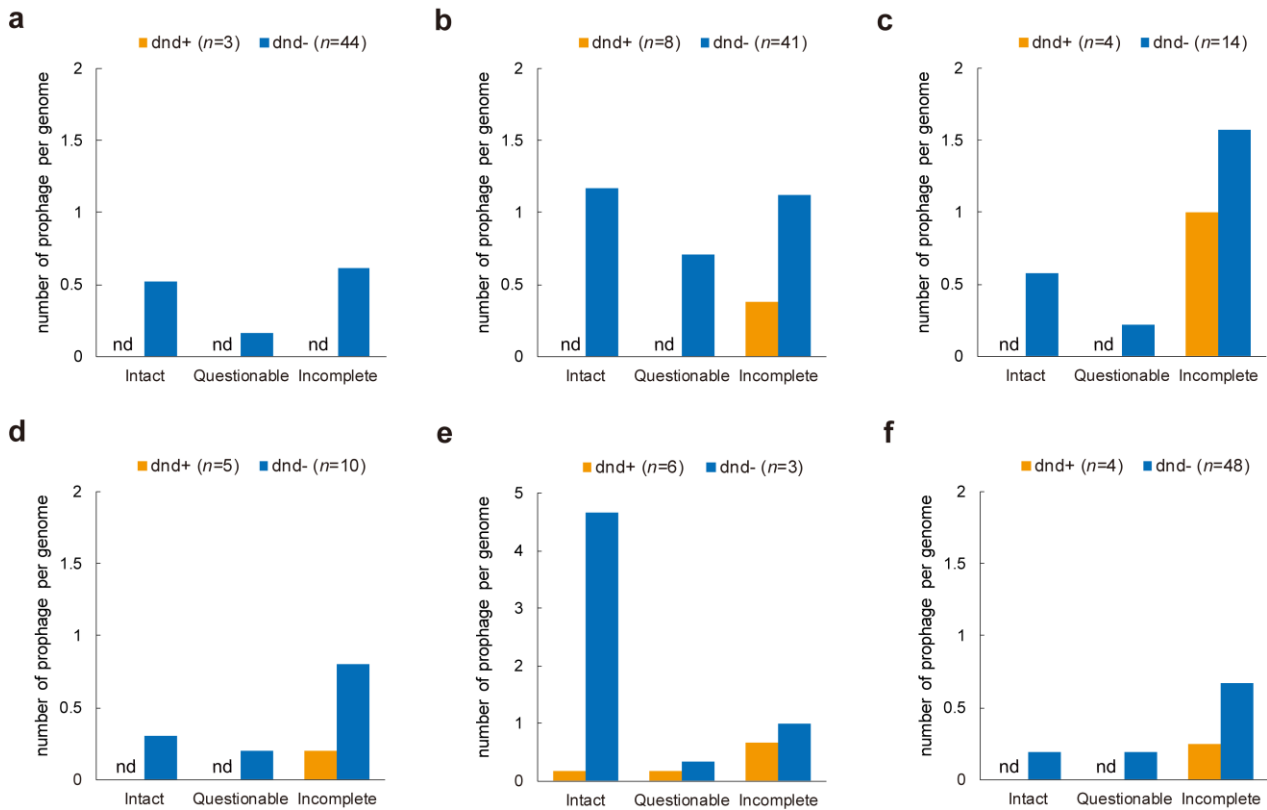 a
dnd+ (n=3) dnd- (n=44)
number of prophage per genome
2
1.5
1
0.5
0
nd nd nd
Intact Questionable Incomplete
b
dnd+ (n=8) dnd- (n=41)
number of prophage per genome
2
1.5
1
0.5
0
nd nd
Intact Questionable Incomplete
c
dnd+ (n=4) dnd- (n=14)
number of prophage per genome
2
1.5
1
0.5
0
nd nd
Intact Questionable Incomplete
d
dnd+ (n=5) dnd- (n=10)
number of prophage per genome
2
1.5
1
0.5
0
nd nd
Intact Questionable Incomplete
e
dnd+ (n=6) dnd- (n=3)
number of prophage per genome
5
4
3
2
1
0
Intact Questionable Incomplete
f
dnd+ (n=4) dnd- (n=48)
number of prophage per genome
2
1.5
1
0.5
0
nd nd
Intact Questionable Incomplete